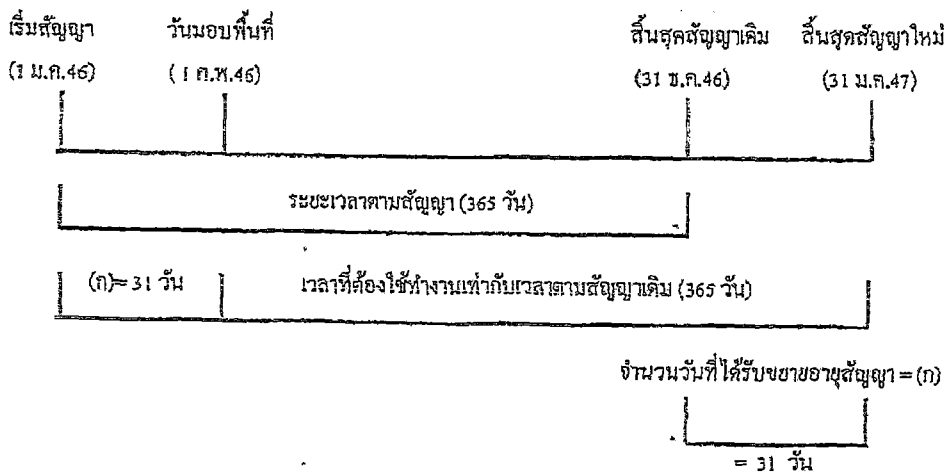 เริ่มสัญญา วันมอบพื้นที่ สิ้นสุดสัญญาเดิม สิ้นสุดสัญญาใหม่
(1 ม.ค.46) (1 ก.พ.46) (31 ธ.ค.46) (31 ม.ค.47)
ระยะเวลาตามสัญญา (365 วัน)
(ก)= 31 วัน เวลาที่ต้องใช้ทำงานเท่ากับเวลาตามสัญญาเดิม (365 วัน)
จำนวนวันที่ได้รับขยายอายุสัญญา = (ก)
= 31 วัน